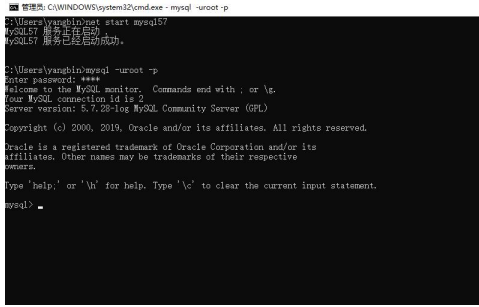 管理员: C:\WINDOWS\system32\cmd.exe - mysql -uroot -p
C:\Users\yangbin>net start mysql57
MySQL57 服务正在启动 .
MySQL57 服务已经启动成功。
C:\Users\yangbin>mysql -uroot -p
Enter password: ****
Welcome to the MySQL monitor.  Commands end with ; or \g.
Your MySQL connection id is 2
Server version: 5.7.28-log MySQL Community Server (GPL)
Copyright (c) 2000, 2019, Oracle and/or its affiliates. All rights reserved.
Oracle is a registered trademark of Oracle Corporation and/or its
affiliates. Other names may be trademarks of their respective
owners.
Type 'help;' or '\h' for help. Type '\c' to clear the current input statement.
mysql> _